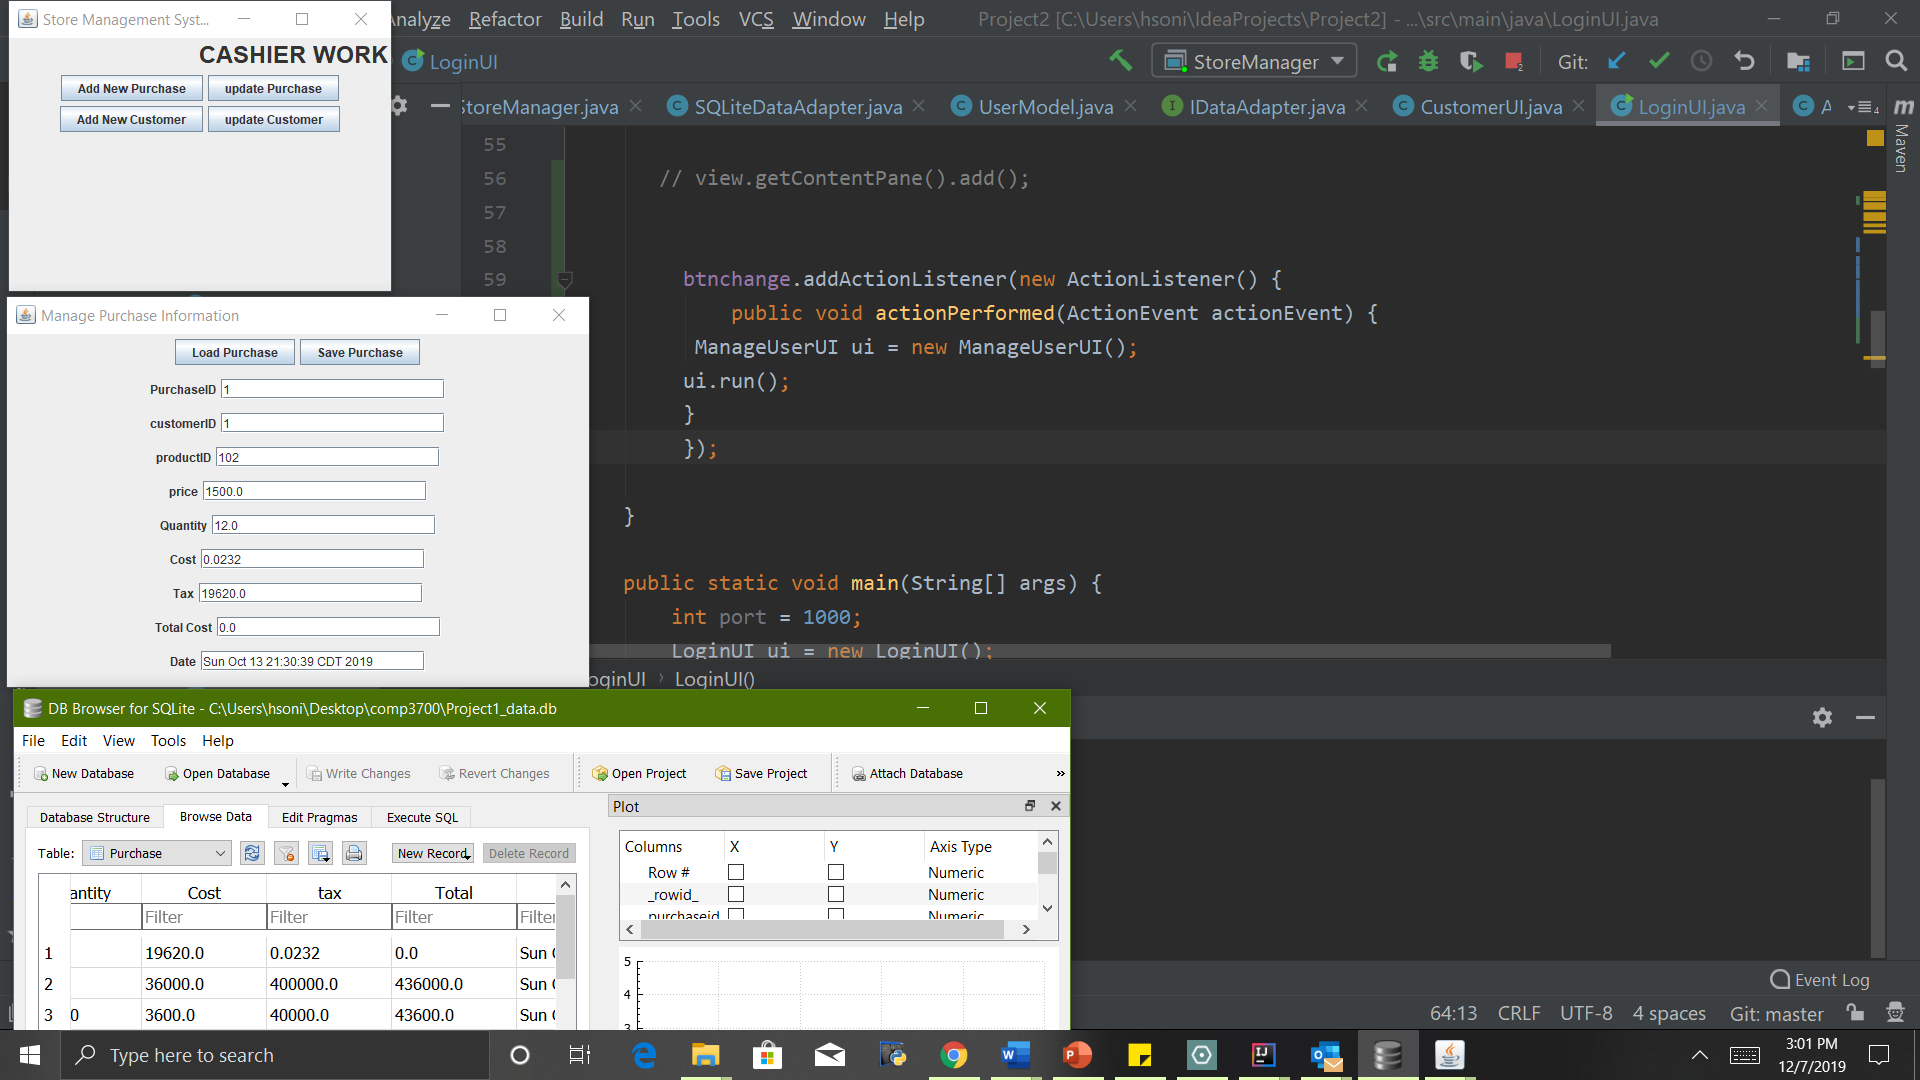 Store Management Syst...
CASHIER WORK
Add New Purchase
update Purchase
Add New Customer
update Customer
Analyze Refactor Build Run Tools VCS Window Help
Project2 [C:\Users\hsoni\IdeaProjects\Project2] - ...\src\main\java\LoginUI.java
LoginUI
StoreManager
Git:
StoreManager.java
SQLiteDataAdapter.java
UserModel.java
IDataAdapter.java
CustomerUI.java
LoginUI.java
A
4
Maven
55
56 // view.getContentPane().add();
57
58
59 btnchange.addActionListener(new ActionListener() {
public void actionPerformed(ActionEvent actionEvent) {
ManageUserUI ui = new ManageUserUI();
ui.run();
}
});
}
public static void main(String[] args) {
int port = 1000;
LoginUI ui = new LoginUI();
oginUI › LoginUI()
Manage Purchase Information
Load Purchase
Save Purchase
PurchaseID 1
customerID 1
productID 102
price 1500.0
Quantity 12.0
Cost 0.0232
Tax 19620.0
Total Cost 0.0
Date Sun Oct 13 21:30:39 CDT 2019
DB Browser for SQLite - C:\Users\hsoni\Desktop\comp3700\Project1_data.db
File Edit View Tools Help
New Database Open Database Write Changes Revert Changes Open Project Save Project Attach Database »
Database Structure Browse Data Edit Pragmas Execute SQL
Table: Purchase New Record Delete Record
antity Cost tax Total
Filter Filter Filter Filter
1 19620.0 0.0232 0.0 Sun
2 36000.0 400000.0 436000.0 Sun
3 0 3600.0 40000.0 43600.0 Sun
Plot
Columns X Y Axis Type
Row # Numeric
_rowid_ Numeric
purchaseid Numeric
5
4
3
Event Log
64:13 CRLF UTF-8 4 spaces Git: master
Type here to search
3:01 PM
12/7/2019